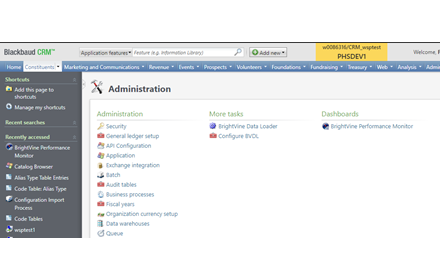 Blackbaud CRM™ Application features Feature (e.g. Information Library) Add new w0086316/CRM_wsptest
PHSDEV1 Welcome,
Home Constituents Marketing and Communications Revenue Events Prospects Volunteers Foundations Fundraising Treasury Web Analysis
Shortcuts
Add this page to
shortcuts
Manage my shortcuts
Recent searches
Recently accessed
BrightVine Performance
Monitor
Catalog Browser
Alias Type Table Entries
Code Table: Alias Type
Configuration Import
Process
Code Tables
wsptest1
Administration
Administration
Security
General ledger setup
API Configuration
Application
Exchange integration
Batch
Audit tables
Business processes
Fiscal years
Organization currency setup
Data warehouses
Queue
More tasks
BrightVine Data Loader
Configure BVDL
Dashboards
BrightVine Performance Monitor